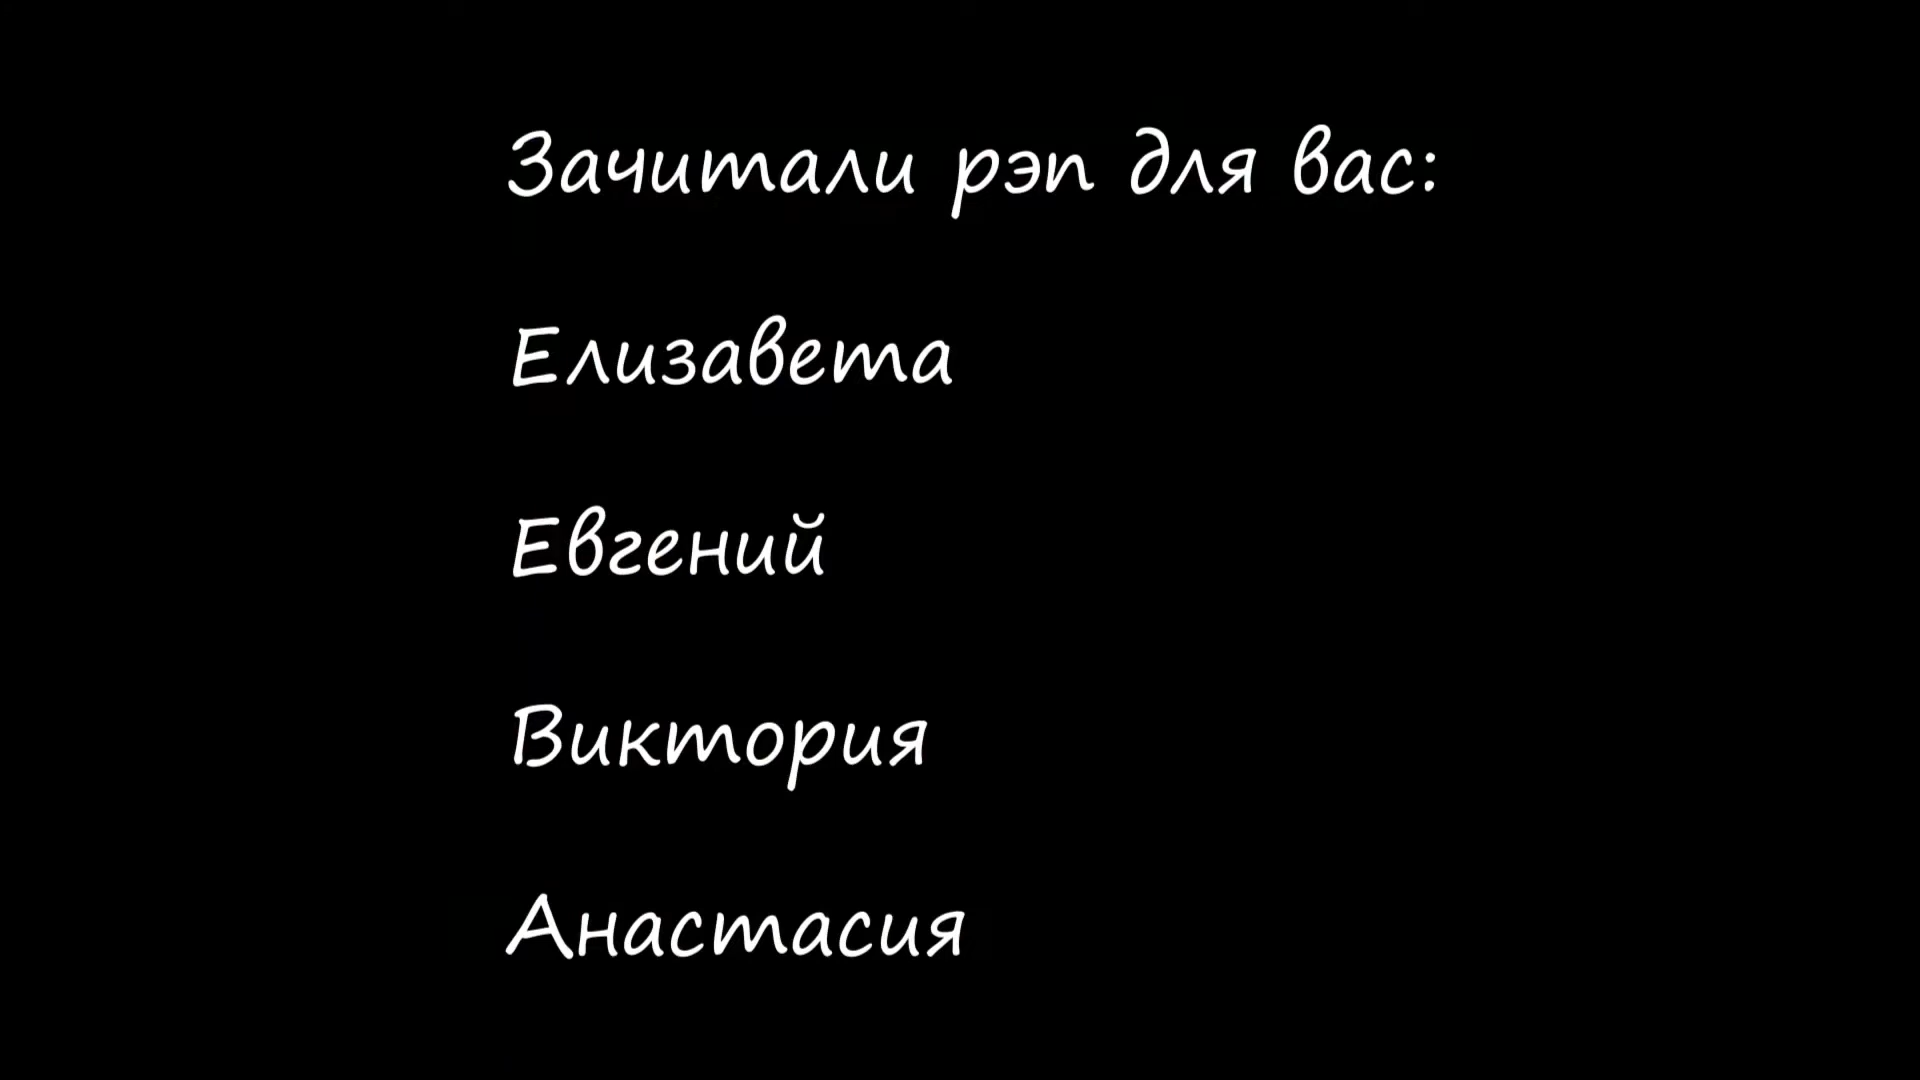 Зачитали рэп для вас:
Елизавета
Евгений
Виктория
Анастасия